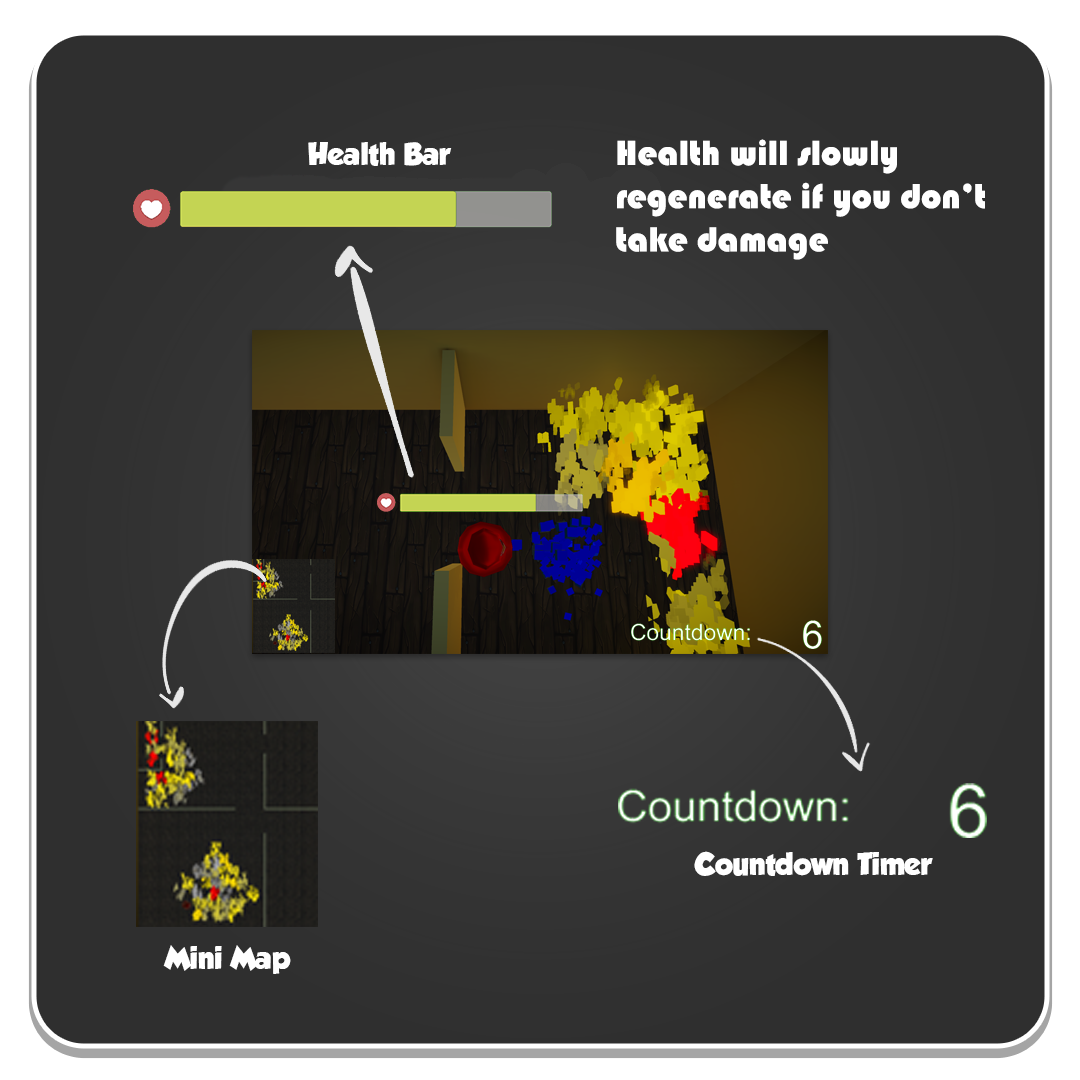 Health Bar
Health will slowly
regenerate if you don't
take damage
Countdown: 6
Countdown: 6
Countdown Timer
Mini Map